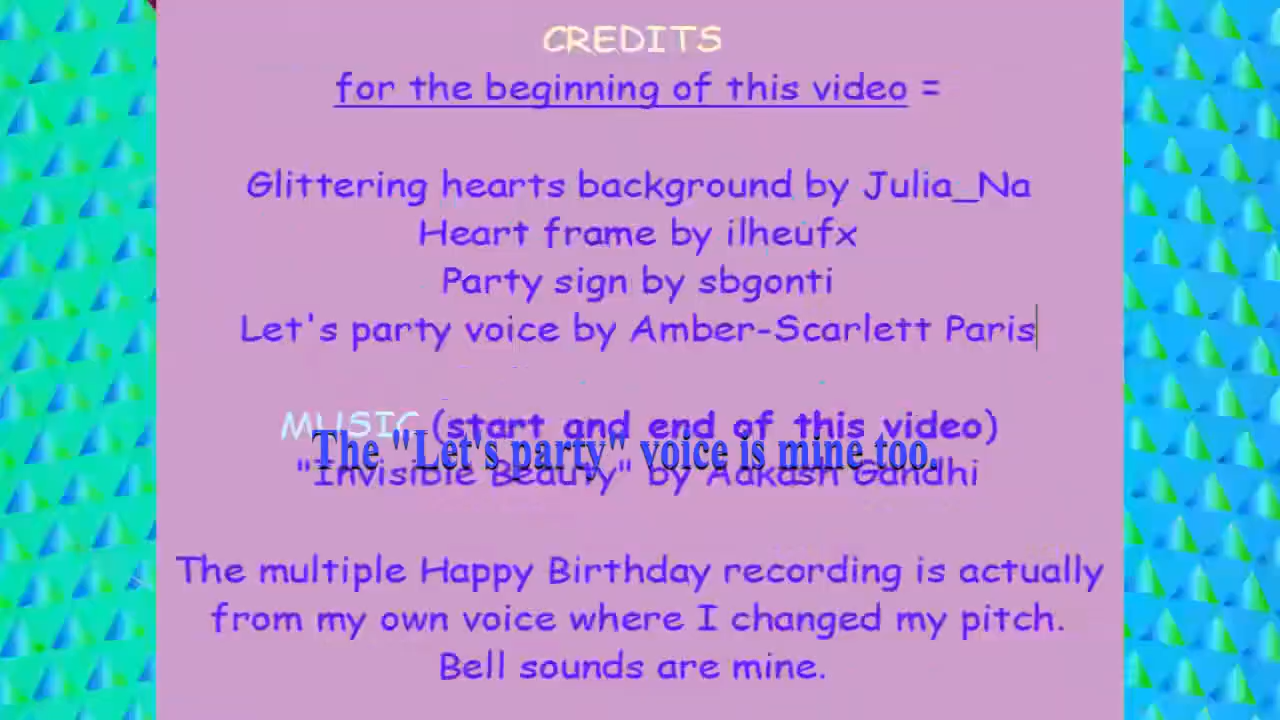 CREDITS
for the beginning of this video =
Glittering hearts background by Julia_Na
Heart frame by ilheufx
Party sign by sbgonti
Let's party voice by Amber-Scarlett Paris
MUSIC (start and end of this video)
The "Let's party" voice is mine too.
"Invisible Beauty" by Aakash Gandhi
The multiple Happy Birthday recording is actually
from my own voice where I changed my pitch.
Bell sounds are mine.